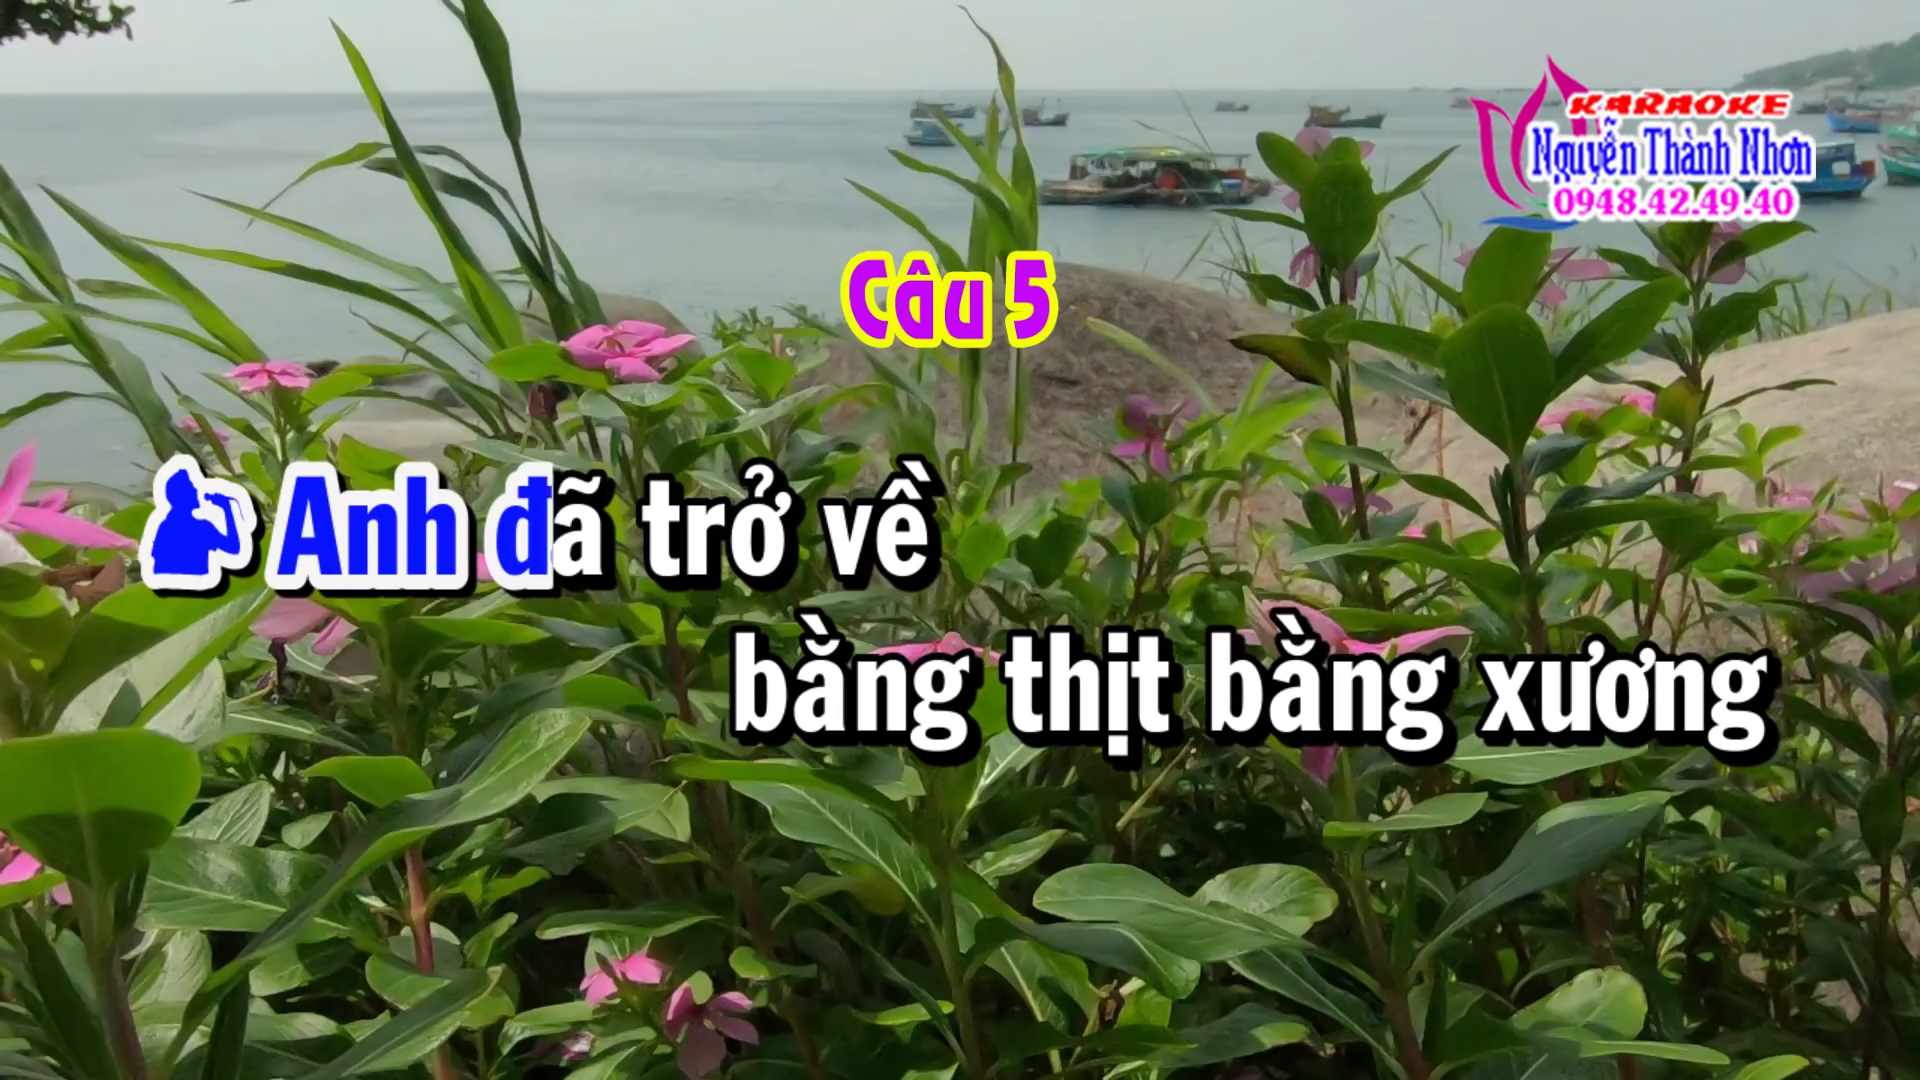 KARAOKE
Nguyễn Thành Nhơn
0948.42.49.40
Câu 5
Anh đã trở về
bằng thịt bằng xương